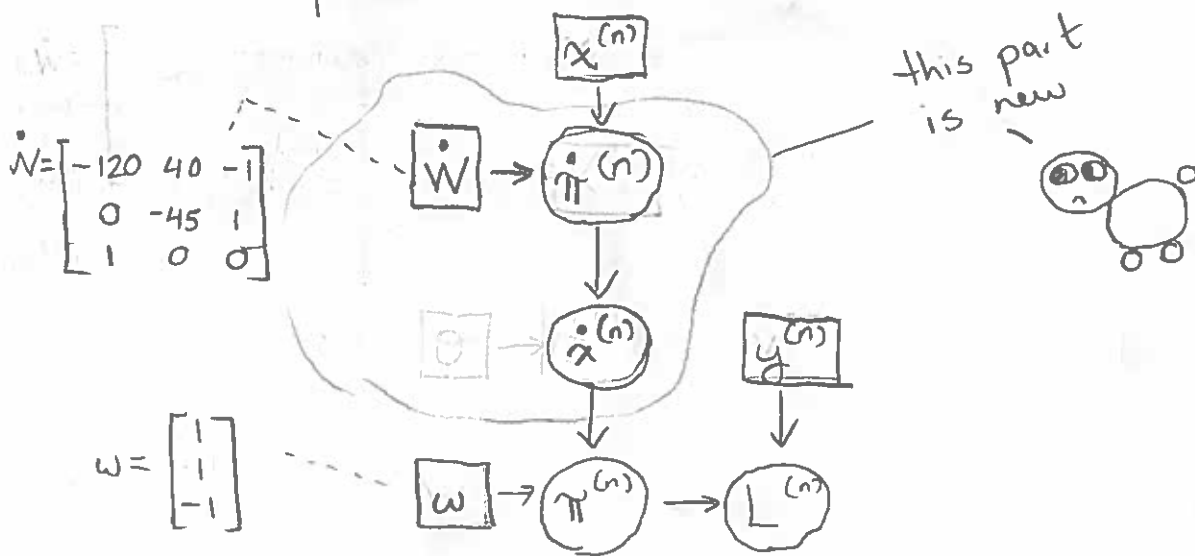 x^(n)
this part
is new
Ẇ = [ -120 40 -1
0 -45 1
1 0 0 ]
Ẇ
π̇^(n)
θ
ẋ^(n)
y^(n)
w = [ 1
1
-1 ]
w
π^(n)
L^(n)